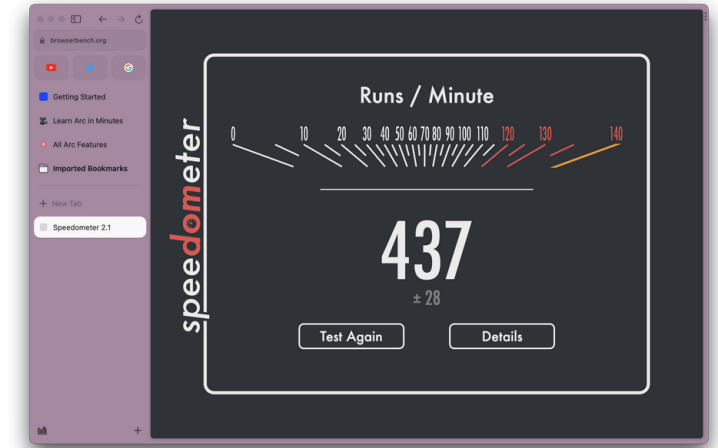 browserbench.org
Getting Started
Learn Arc in Minutes
All Arc Features
Imported Bookmarks
+ New Tab
Speedometer 2.1
speedometer
Runs / Minute
0 10 20 30 40 50 60 70 80 90 100 110 120 130 140
437
± 28
Test Again
Details